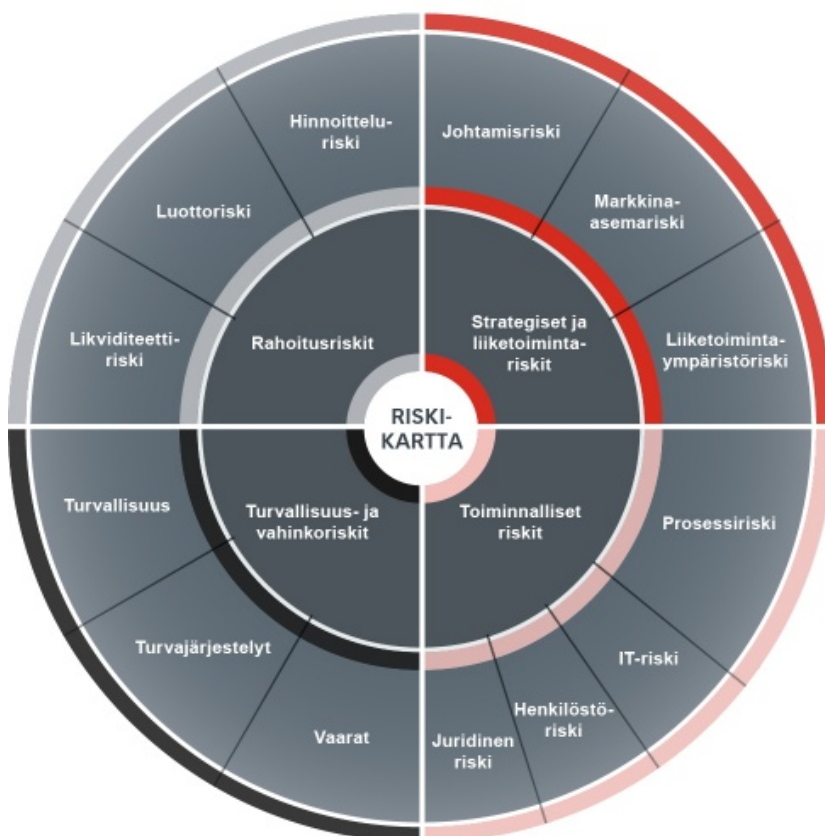 Hinnoittelu-
riski
Johtamisriski
Luottoriski
Markkina-
asemariski
Likviditeetti-
riski
Rahoitusriskit
Strategiset ja
liiketoiminta-
riskit
Liiketoiminta-
ympäristöriski
RISKI-
KARTTA
Turvallisuus
Turvallisuus- ja
vahinkoriskit
Toiminnalliset
riskit
Prosessiriski
Turvajärjestelyt
IT-riski
Vaarat
Henkilöstö-
riski
Juridinen
riski